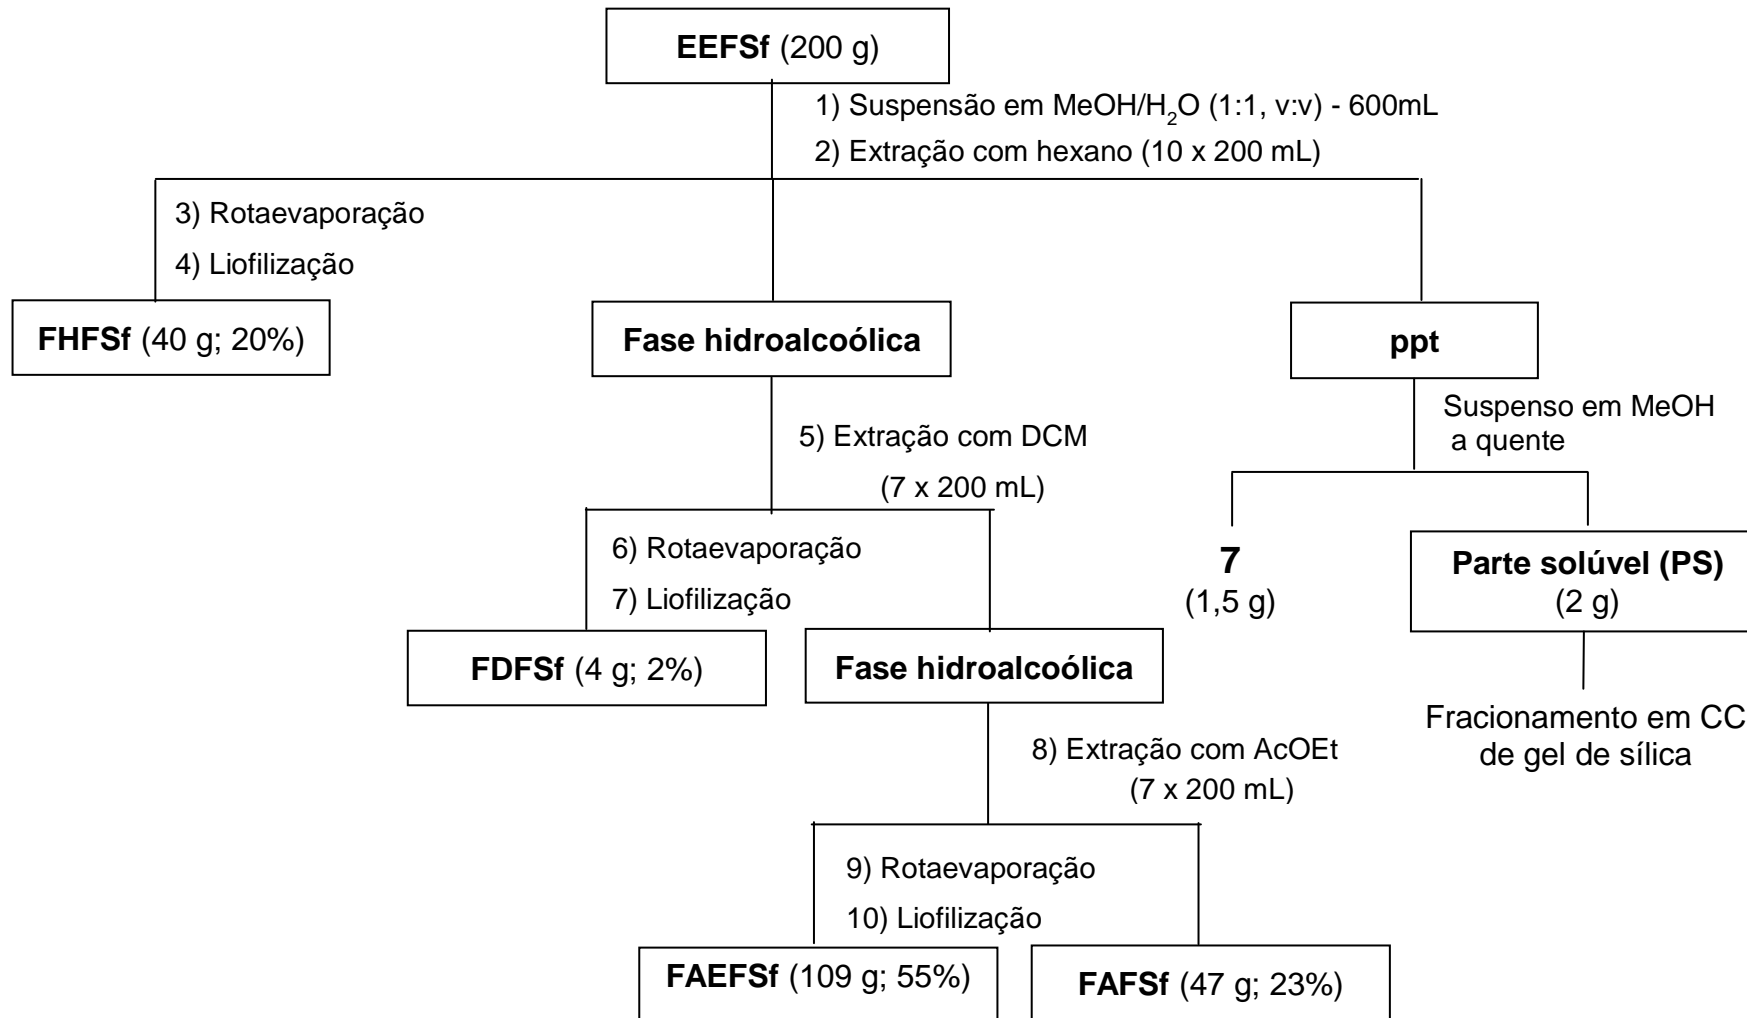 EEFSf (200 g)
1) Suspensão em MeOH/H₂O (1:1, v:v) - 600mL
2) Extração com hexano (10 x 200 mL)
3) Rotaevaporação
4) Liofilização
FHFSf (40 g; 20%)
Fase hidroalcoólica
ppt
Suspenso em MeOH
a quente
5) Extração com DCM
(7 x 200 mL)
6) Rotaevaporação
7) Liofilização
7
(1,5 g)
Parte solúvel (PS)
(2 g)
FDFSf (4 g; 2%)
Fase hidroalcoólica
Fracionamento em CC
de gel de sílica
8) Extração com AcOEt
(7 x 200 mL)
9) Rotaevaporação
10) Liofilização
FAEFSf (109 g; 55%)
FAFSf (47 g; 23%)